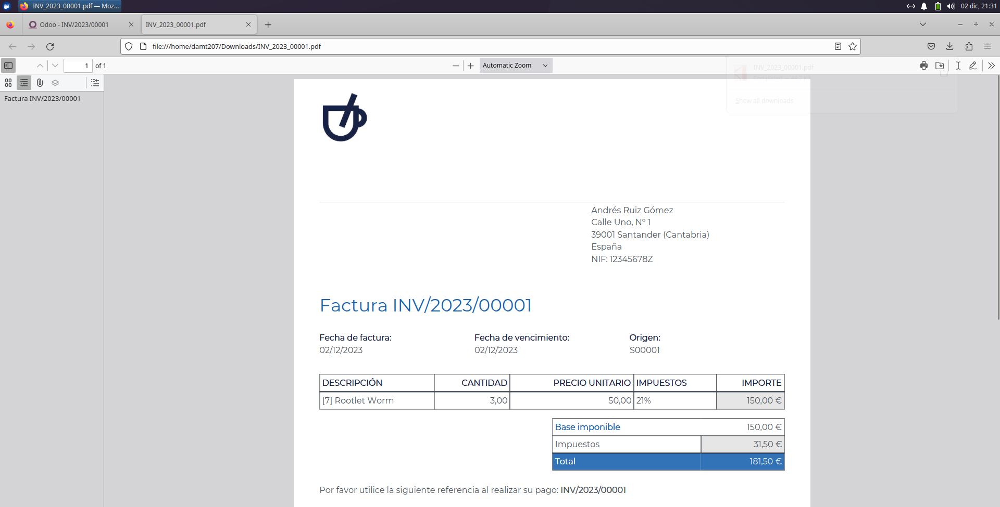 INV_2023_00001.pdf — Moz...
02 dic, 21:31
Odoo - INV/2023/00001
INV_2023_00001.pdf
file:///home/damt207/Downloads/INV_2023_00001.pdf
1 of 1
Automatic Zoom
INV_2023_00001.pdf
Show all downloads
Factura INV/2023/00001
Andrés Ruiz Gómez
Calle Uno, Nº 1
39001 Santander (Cantabria)
España
NIF: 12345678Z
Factura INV/2023/00001
Fecha de factura: Fecha de vencimiento: Origen:
02/12/2023 02/12/2023 S00001
DESCRIPCIÓN CANTIDAD PRECIO UNITARIO IMPUESTOS IMPORTE
[7] Rootlet Worm 3,00 50,00 21% 150,00 €
Base imponible 150,00 €
Impuestos 31,50 €
Total 181,50 €
Por favor utilice la siguiente referencia al realizar su pago: INV/2023/00001